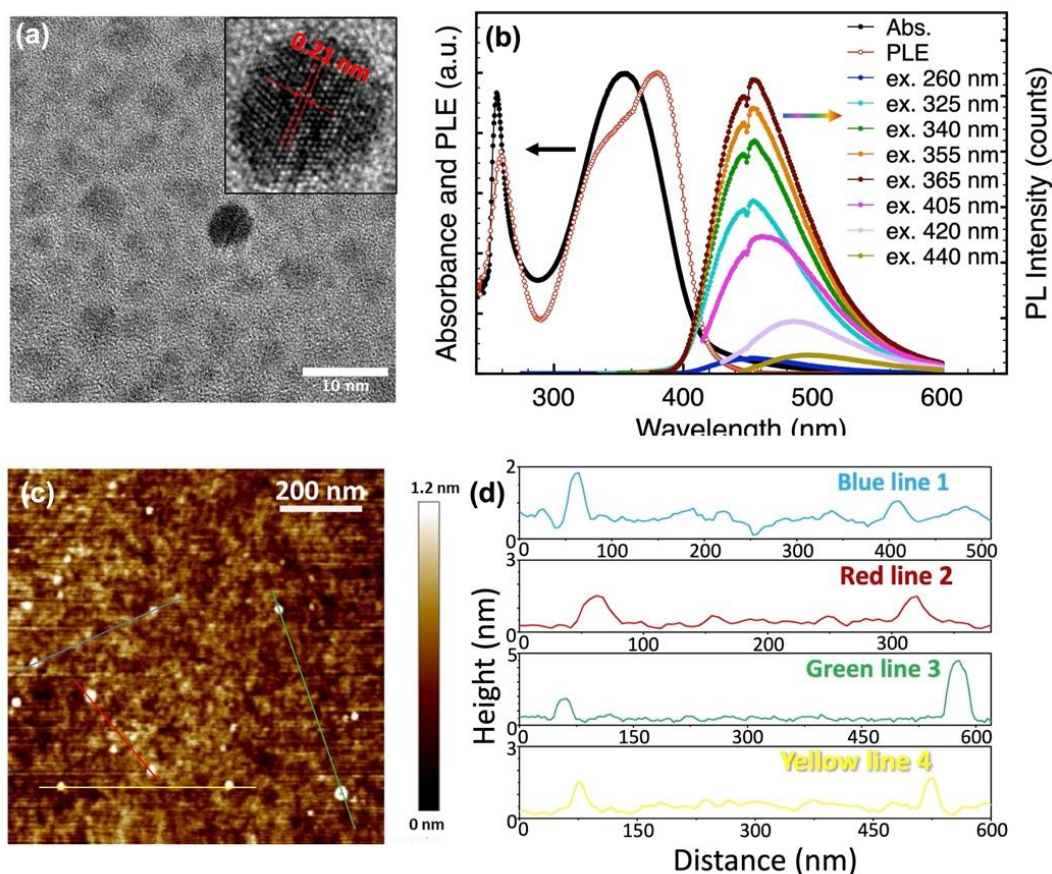 (a)
0.21 nm
10 nm
(b)
Absorbance and PLE (a.u.)
Abs.
PLE
ex. 260 nm
ex. 325 nm
ex. 340 nm
ex. 355 nm
ex. 365 nm
ex. 405 nm
ex. 420 nm
ex. 440 nm
PL Intensity (counts)
300 400 500 600
Wavelength (nm)
(c)
200 nm
1.2 nm
0 nm
(d)
Height (nm)
2
0
Blue line 1
0 100 200 300 400 500
3
0
Red line 2
0 100 200 300
5
0
Green line 3
0 150 300 450 600
3
0
Yellow line 4
0 150 300 450 600
Distance (nm)